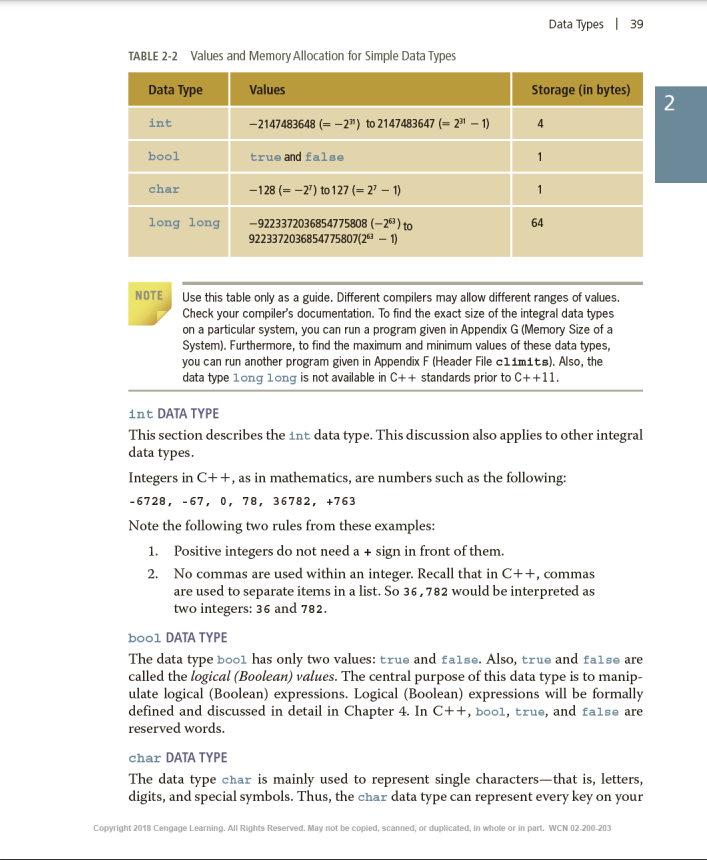 Data Types | 39
TABLE 2-2 Values and Memory Allocation for Simple Data Types
Data Type Values Storage (in bytes)
int −2147483648 (= −2³¹) to 2147483647 (= 2³¹ − 1) 4
bool true and false 1
char −128 (= −2⁷) to 127 (= 2⁷ − 1) 1
long long −9223372036854775808 (−2⁶³) to 64
9223372036854775807(2⁶³ − 1)
2
NOTE
Use this table only as a guide. Different compilers may allow different ranges of values.
Check your compiler's documentation. To find the exact size of the integral data types
on a particular system, you can run a program given in Appendix G (Memory Size of a
System). Furthermore, to find the maximum and minimum values of these data types,
you can run another program given in Appendix F (Header File climits). Also, the
data type long long is not available in C++ standards prior to C++11.
int DATA TYPE
This section describes the int data type. This discussion also applies to other integral
data types.
Integers in C++, as in mathematics, are numbers such as the following:
-6728, -67, 0, 78, 36782, +763
Note the following two rules from these examples:
1. Positive integers do not need a + sign in front of them.
2. No commas are used within an integer. Recall that in C++, commas
are used to separate items in a list. So 36,782 would be interpreted as
two integers: 36 and 782.
bool DATA TYPE
The data type bool has only two values: true and false. Also, true and false are
called the logical (Boolean) values. The central purpose of this data type is to manip-
ulate logical (Boolean) expressions. Logical (Boolean) expressions will be formally
defined and discussed in detail in Chapter 4. In C++, bool, true, and false are
reserved words.
char DATA TYPE
The data type char is mainly used to represent single characters—that is, letters,
digits, and special symbols. Thus, the char data type can represent every key on your
Copyright 2018 Cengage Learning. All Rights Reserved. May not be copied, scanned, or duplicated, in whole or in part. WCN 02-200-203